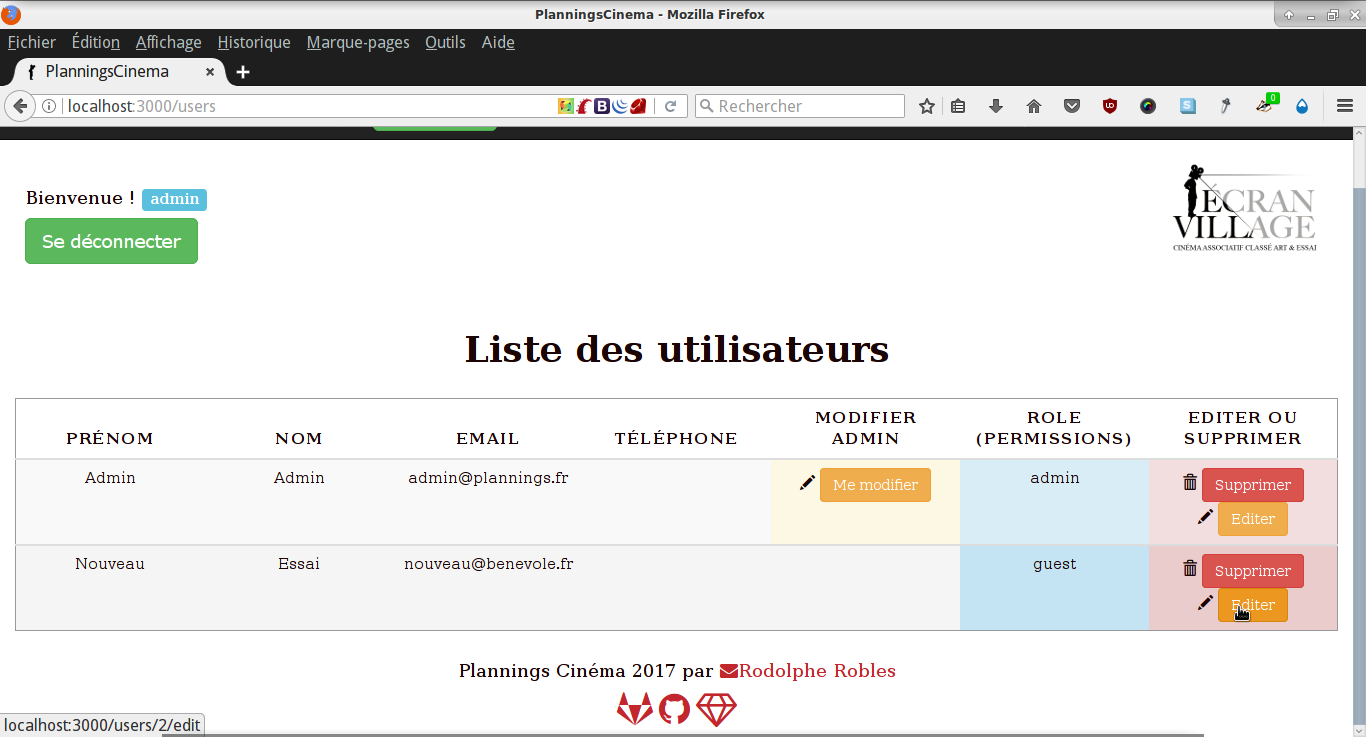 PlanningsCinema - Mozilla Firefox
Fichier Édition Affichage Historique Marque-pages Outils Aide
PlanningsCinema
localhost:3000/users
Rechercher
0
Bienvenue ! admin
Se déconnecter
ÉCRAN
VILLAGE
CINÉMA ASSOCIATIF CLASSÉ ART & ESSAI
Liste des utilisateurs
PRÉNOM NOM EMAIL TÉLÉPHONE MODIFIER ADMIN ROLE (PERMISSIONS) EDITER OU SUPPRIMER
Admin Admin admin@plannings.fr Me modifier admin Supprimer
Editer
Nouveau Essai nouveau@benevole.fr guest Supprimer
Editer
Plannings Cinéma 2017 par Rodolphe Robles
localhost:3000/users/2/edit